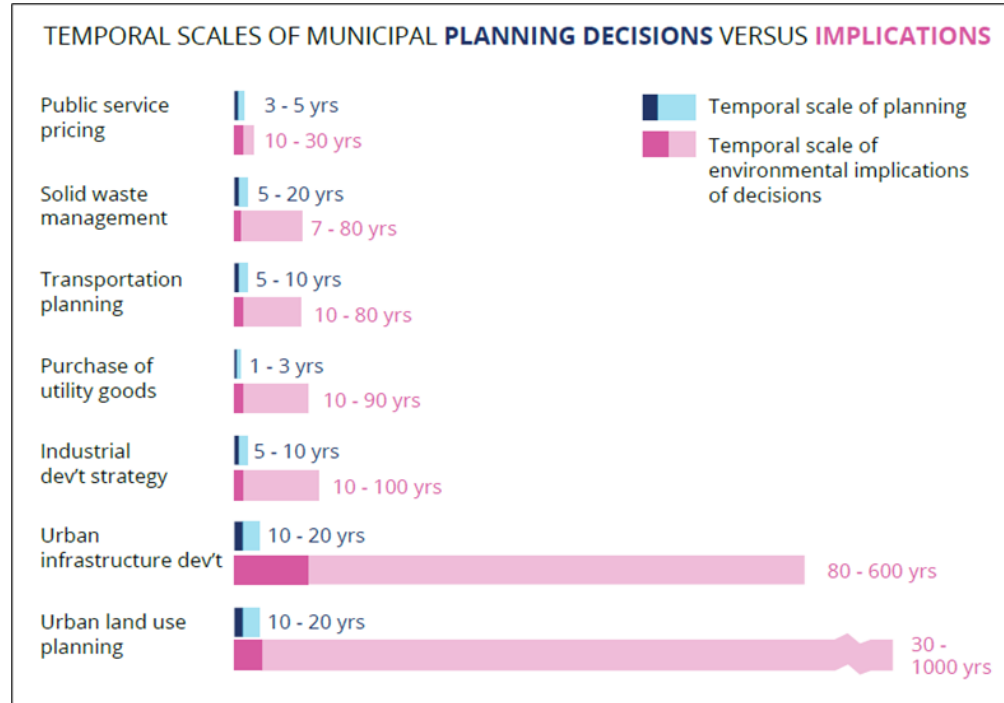 TEMPORAL SCALES OF MUNICIPAL PLANNING DECISIONS VERSUS IMPLICATIONS
Public service
pricing
3 - 5 yrs
10 - 30 yrs
Temporal scale of planning
Temporal scale of
environmental implications
of decisions
Solid waste
management
5 - 20 yrs
7 - 80 yrs
Transportation
planning
5 - 10 yrs
10 - 80 yrs
Purchase of
utility goods
1 - 3 yrs
10 - 90 yrs
Industrial
dev't strategy
5 - 10 yrs
10 - 100 yrs
Urban
infrastructure dev't
10 - 20 yrs
80 - 600 yrs
Urban land use
planning
10 - 20 yrs
30 -
1000 yrs